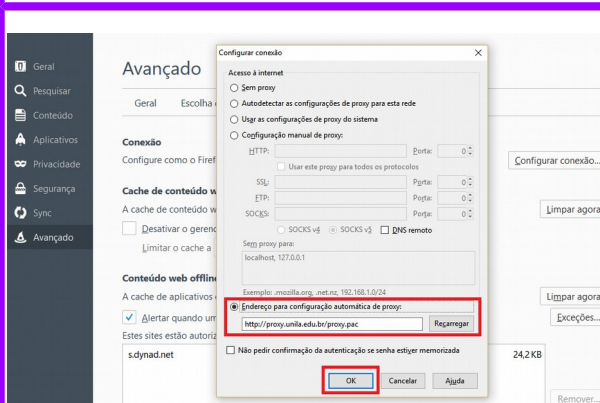 Geral
Pesquisar
Conteúdo
Aplicativos
Privacidade
Segurança
Sync
Avançado
Avançado
Geral Escolha
Conexão
Configure como o Firef
Configurar conexão...
Cache de conteúdo w
A cache de conteúdo w
Limpar agora
Desativar o gerenc
Limitar o cache a
Conteúdo web offline
A cache de aplicativos
Limpar agora
Alertar quando um
Exceções...
Estes sites estão autoriz
s.dynad.net 24,2 KB
Remover...
Configurar conexão
Acesso à internet
Sem proxy
Autodetectar as configurações de proxy para esta rede
Usar as configurações de proxy do sistema
Configuração manual de proxy:
HTTP: Porta: 0
Usar este proxy para todos os protocolos
SSL: Porta: 0
FTP: Porta: 0
SOCKS: Porta: 0
SOCKS v4 SOCKS v5 DNS remoto
Sem proxy para:
localhost, 127.0.0.1
Exemplo: .mozilla.org, .net.nz, 192.168.1.0/24
Endereço para configuração automática de proxy:
http://proxy.unila.edu.br/proxy.pac Recarregar
Não pedir confirmação da autenticação se senha estiver memorizada
OK Cancelar Ajuda